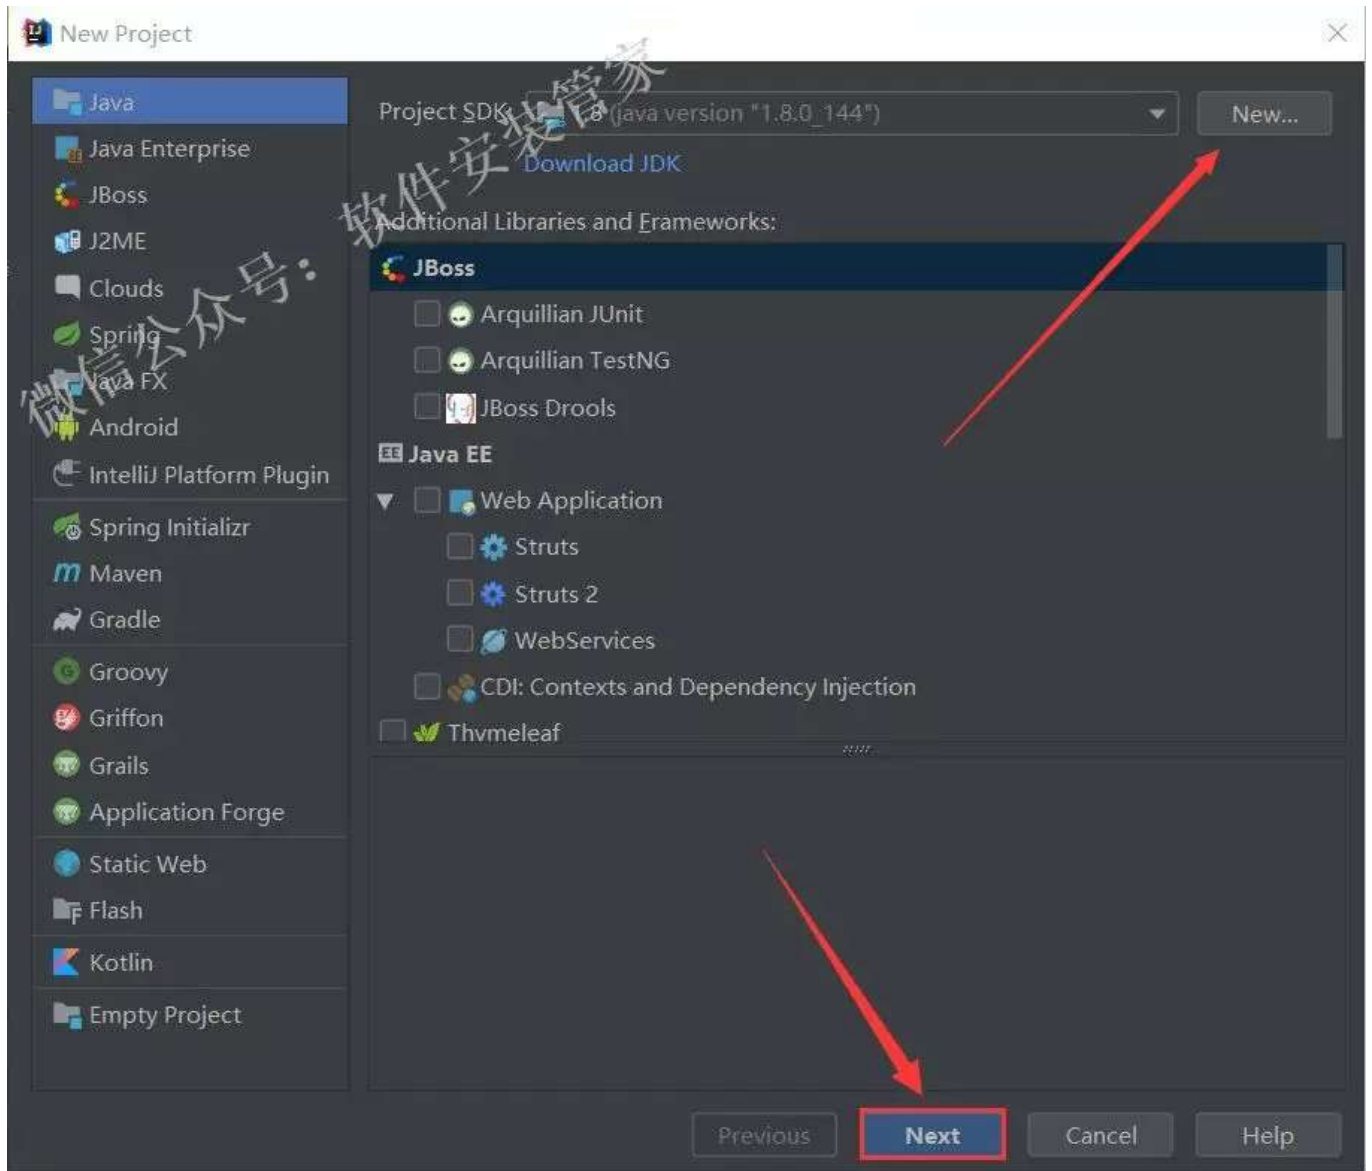 New Project
Java
Java Enterprise
JBoss
J2ME
Clouds
Spring
Java FX
Android
IntelliJ Platform Plugin
Spring Initializr
Maven
Gradle
Groovy
Griffon
Grails
Application Forge
Static Web
Flash
Kotlin
Empty Project
Project SDK: 1.8 (java version "1.8.0_144")
New...
Download JDK
Additional Libraries and Frameworks:
JBoss
Arquillian JUnit
Arquillian TestNG
JBoss Drools
Java EE
Web Application
Struts
Struts 2
WebServices
CDI: Contexts and Dependency Injection
Thymeleaf
Previous
Next
Cancel
Help
微信公众号：软件安装管家